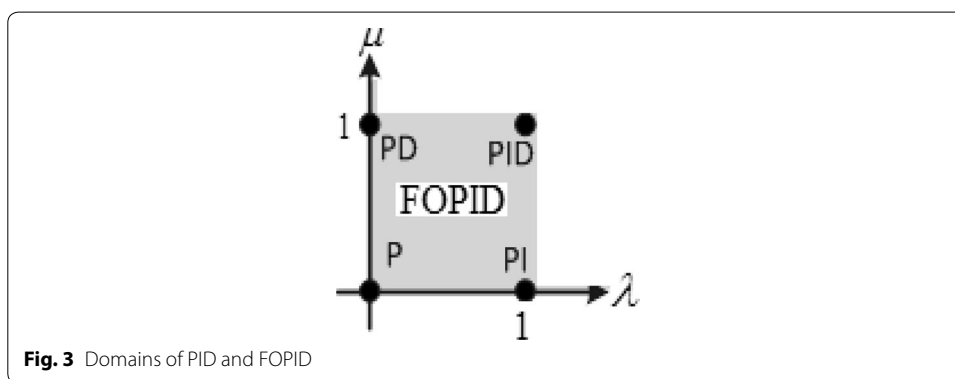 μ
1
PD
PID
FOPID
P
PI
λ
1
Fig. 3 Domains of PID and FOPID